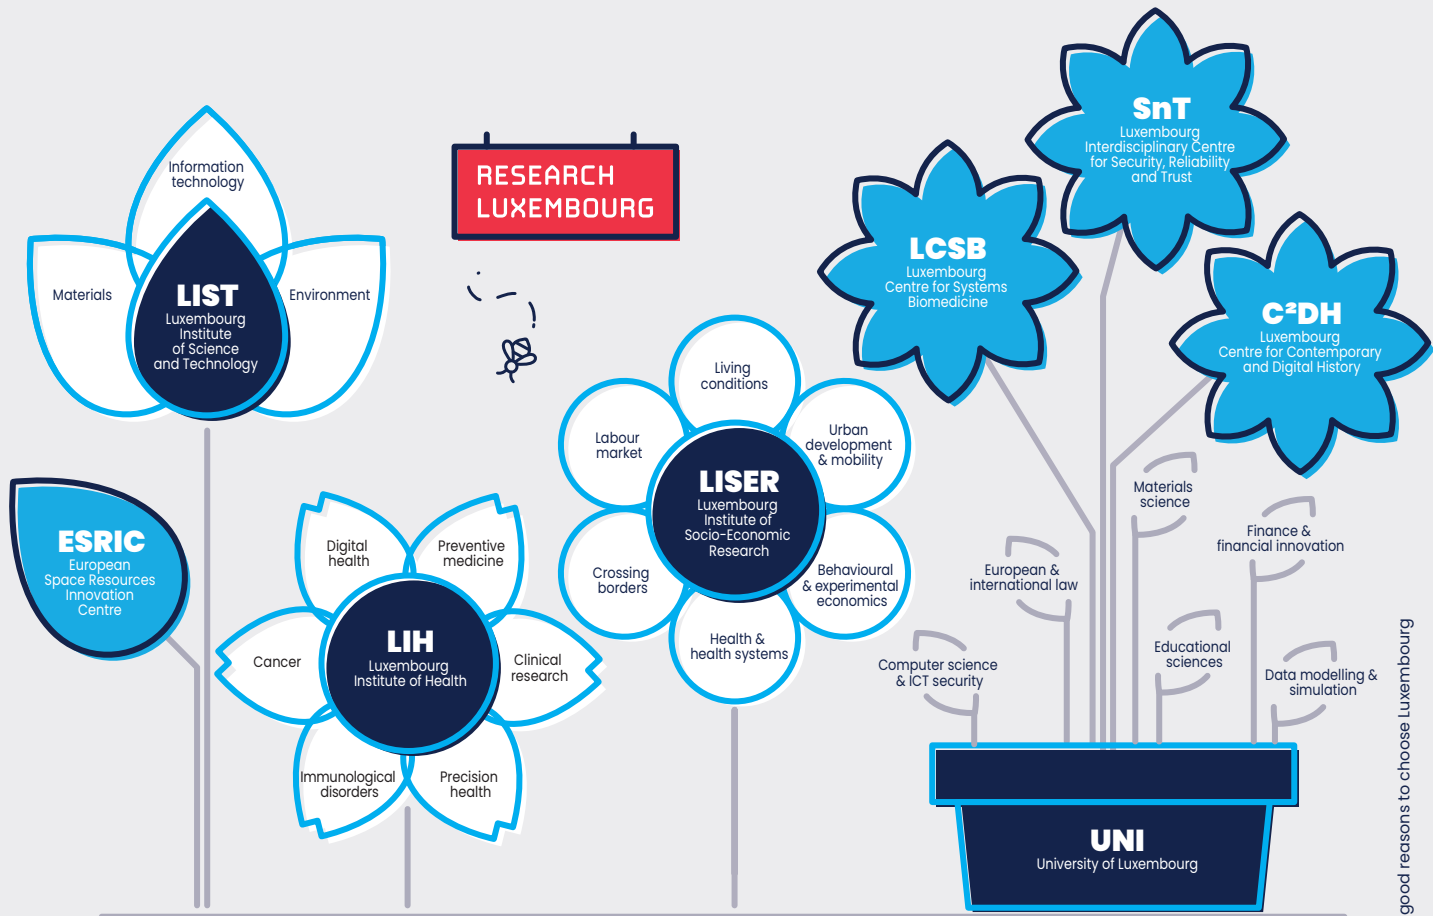 RESEARCH
LUXEMBOURG
Information
technology
Materials
Environment
LIST
Luxembourg
Institute
of Science
and Technology
ESRIC
European
Space Resources
Innovation
Centre
Digital
health
Preventive
medicine
Cancer
LIH
Luxembourg
Institute of Health
Clinical
research
Immunological
disorders
Precision
health
Living
conditions
Labour
market
Urban
development
& mobility
LISER
Luxembourg
Institute of
Socio-Economic
Research
Crossing
borders
Behavioural
& experimental
economics
Health &
health systems
SnT
Luxembourg
Interdisciplinary Centre
for Security, Reliability
and Trust
LCSB
Luxembourg
Centre for Systems
Biomedicine
C²DH
Luxembourg
Centre for Contemporary
and Digital History
Materials
science
Finance &
financial innovation
European &
international law
Educational
sciences
Computer science
& ICT security
Data modelling &
simulation
UNI
University of Luxembourg
good reasons to choose Luxembourg